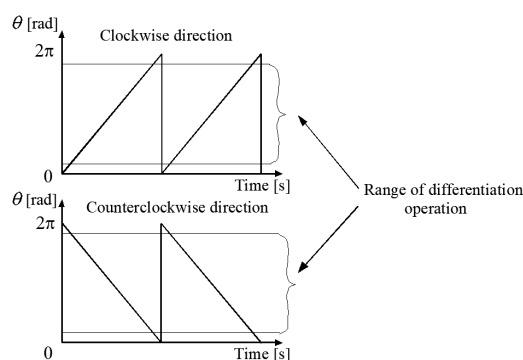 θ [rad]
Clockwise direction
2π
0
Time [s]
θ [rad]
Counterclockwise direction
2π
0
Time [s]
Range of differentiation
operation